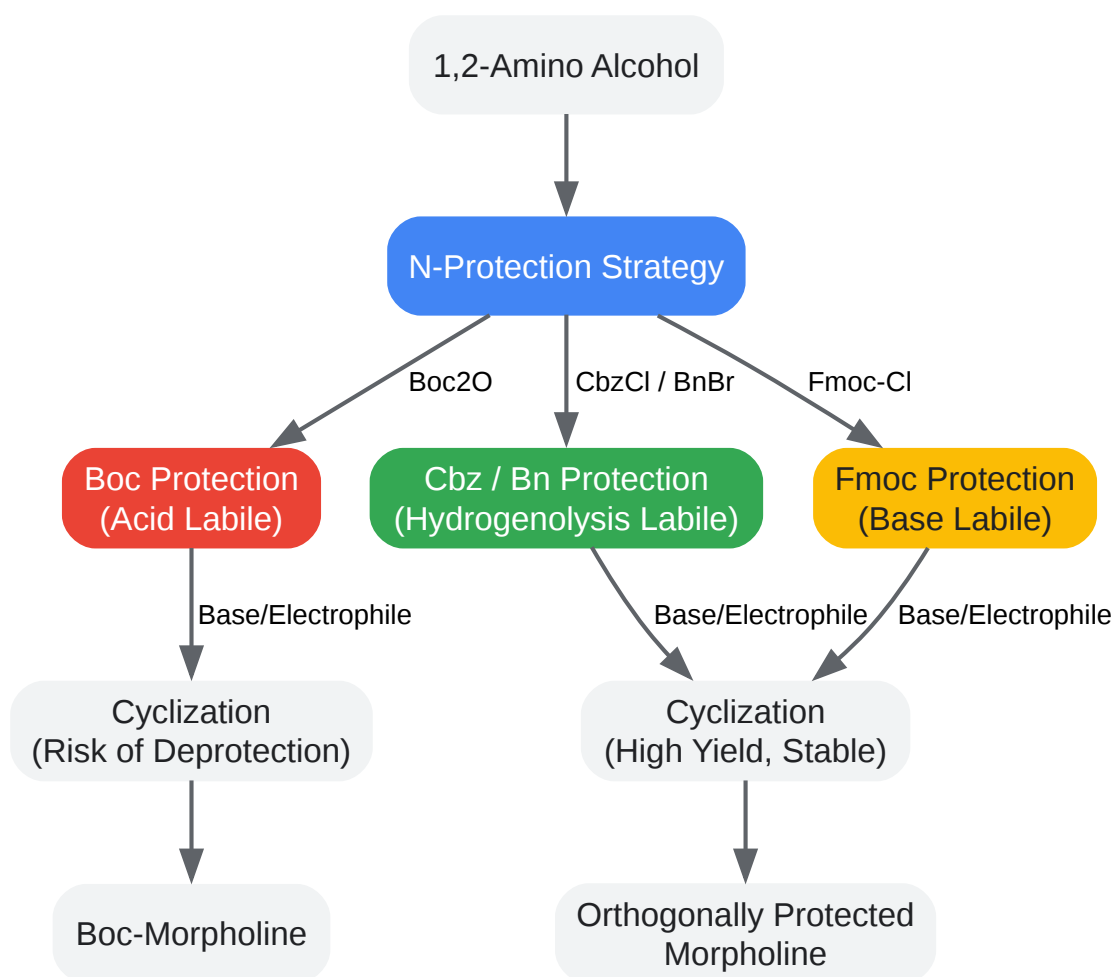 1,2-Amino Alcohol
N-Protection Strategy
Boc2O
CbzCl / BnBr
Fmoc-Cl
Boc Protection
(Acid Labile)
Cbz / Bn Protection
(Hydrogenolysis Labile)
Fmoc Protection
(Base Labile)
Base/Electrophile
Base/Electrophile
Base/Electrophile
Cyclization
(Risk of Deprotection)
Cyclization
(High Yield, Stable)
Boc-Morpholine
Orthogonally Protected
Morpholine